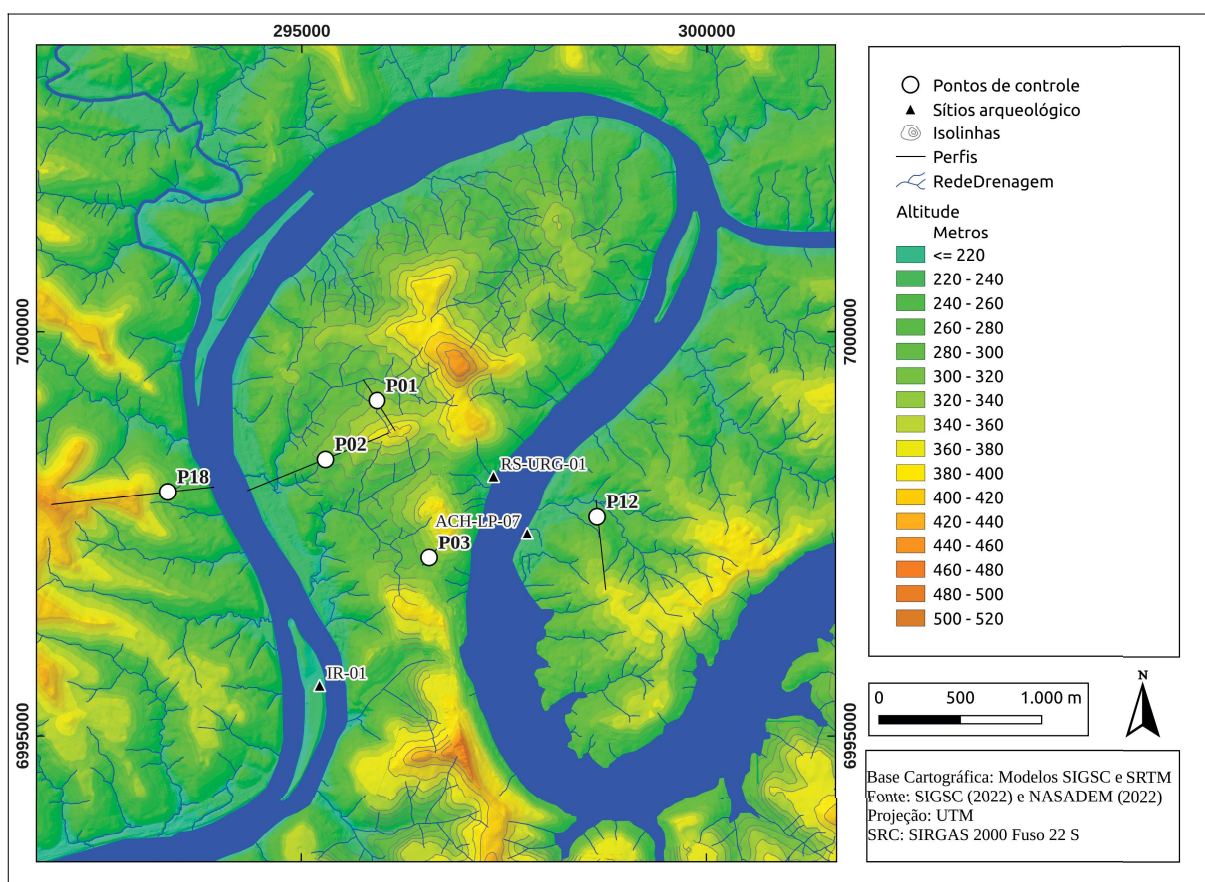 295000 300000
7000000 7000000
6995000 6995000
P01
P02
P18
RS-URG-01
P12
ACH-LP-07
P03
IR-01
Pontos de controle
Sítios arqueológico
Isolinhas
Perfis
RedeDrenagem
Altitude
Metros
<= 220
220 - 240
240 - 260
260 - 280
280 - 300
300 - 320
320 - 340
340 - 360
360 - 380
380 - 400
400 - 420
420 - 440
440 - 460
460 - 480
480 - 500
500 - 520
0 500 1.000 m
N
Base Cartográfica: Modelos SIGSC e SRTM
Fonte: SIGSC (2022) e NASADEM (2022)
Projeção: UTM
SRC: SIRGAS 2000 Fuso 22 S